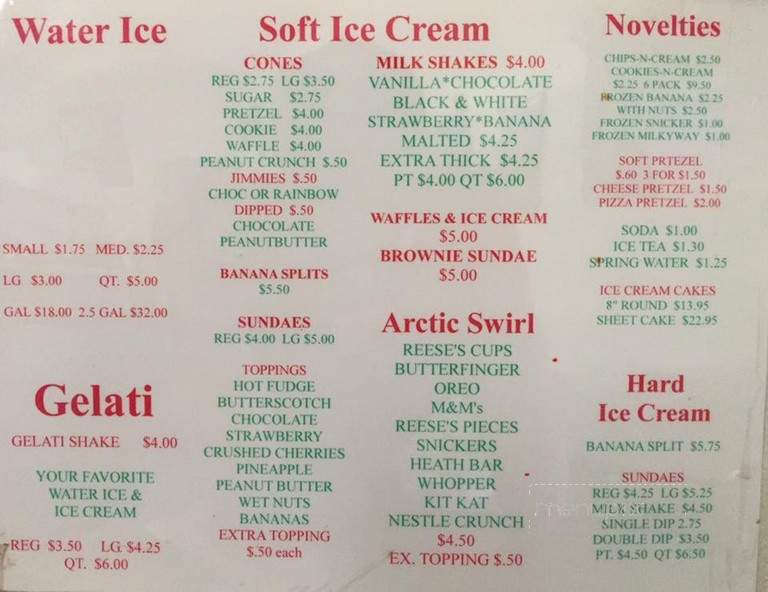 Water Ice
SMALL $1.75 MED. $2.25
LG $3.00 QT. $5.00
GAL $18.00 2.5 GAL $32.00
Gelati
GELATI SHAKE $4.00
YOUR FAVORITE
WATER ICE &
ICE CREAM
REG $3.50 LG $4.25
QT. $6.00
Soft Ice Cream
CONES
REG $2.75 LG $3.50
SUGAR $2.75
PRETZEL $4.00
COOKIE $4.00
WAFFLE $4.00
PEANUT CRUNCH $.50
JIMMIES $.50
CHOC OR RAINBOW
DIPPED $.50
CHOCOLATE
PEANUTBUTTER
BANANA SPLITS
$5.50
SUNDAES
REG $4.00 LG $5.00
TOPPINGS
HOT FUDGE
BUTTERSCOTCH
CHOCOLATE
STRAWBERRY
CRUSHED CHERRIES
PINEAPPLE
PEANUT BUTTER
WET NUTS
BANANAS
EXTRA TOPPING
$.50 each
MILK SHAKES $4.00
VANILLA*CHOCOLATE
BLACK & WHITE
STRAWBERRY*BANANA
MALTED $4.25
EXTRA THICK $4.25
PT $4.00 QT $6.00
WAFFLES & ICE CREAM
$5.00
BROWNIE SUNDAE
$5.00
Arctic Swirl
REESE'S CUPS
BUTTERFINGER
OREO
M&M's
REESE'S PIECES
SNICKERS
HEATH BAR
WHOPPER
KIT KAT
NESTLE CRUNCH
$4.50
EX. TOPPING $.50
Novelties
CHIPS-N-CREAM $2.50
COOKIES-N-CREAM
$2.25 6 PACK $9.50
FROZEN BANANA $2.25
WITH NUTS $2.50
FROZEN SNICKER $1.00
FROZEN MILKYWAY $1.00
SOFT PRTEZEL
$.60 3 FOR $1.50
CHEESE PRETZEL $1.50
PIZZA PRETZEL $2.00
SODA $1.00
ICE TEA $1.30
SPRING WATER $1.25
ICE CREAM CAKES
8" ROUND $13.95
SHEET CAKE $22.95
Hard
Ice Cream
BANANA SPLIT $5.75
SUNDAES
REG $4.25 LG $5.25
MILK SHAKE $4.50
SINGLE DIP 2.75
DOUBLE DIP $3.50
PT. $4.50 QT $6.50